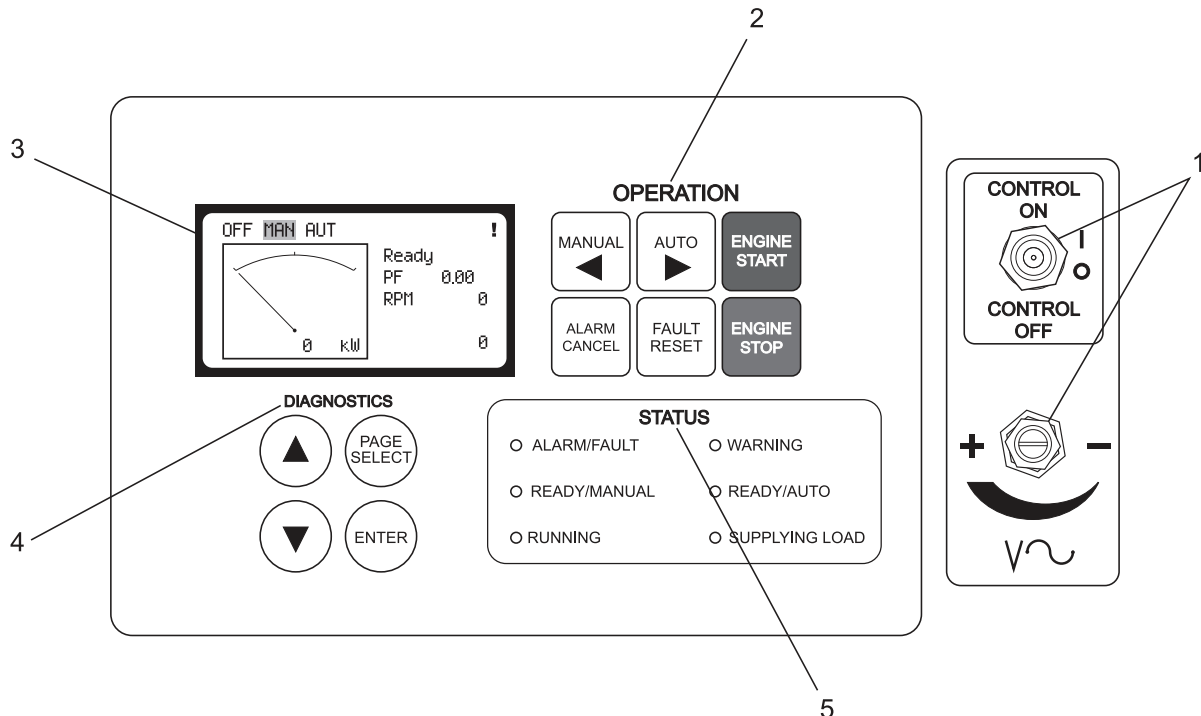 2
3
1
OPERATION
OFF MAN AUT !
Ready
PF 0.00
RPM 0
0 kW 0
MANUAL
AUTO
ENGINE
START
ALARM
CANCEL
FAULT
RESET
ENGINE
STOP
CONTROL
ON
I
O
CONTROL
OFF
+ −
V
DIAGNOSTICS
PAGE
SELECT
ENTER
4
STATUS
ALARM/FAULT WARNING
READY/MANUAL READY/AUTO
RUNNING SUPPLYING LOAD
5